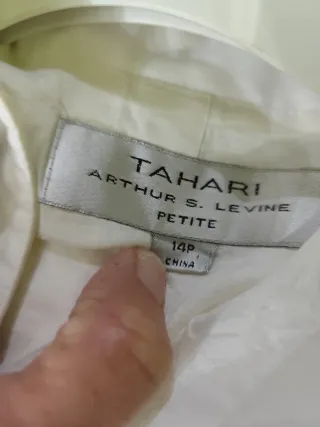 TAHARI
ARTHUR S. LEVINE
PETITE
14P
CHINA